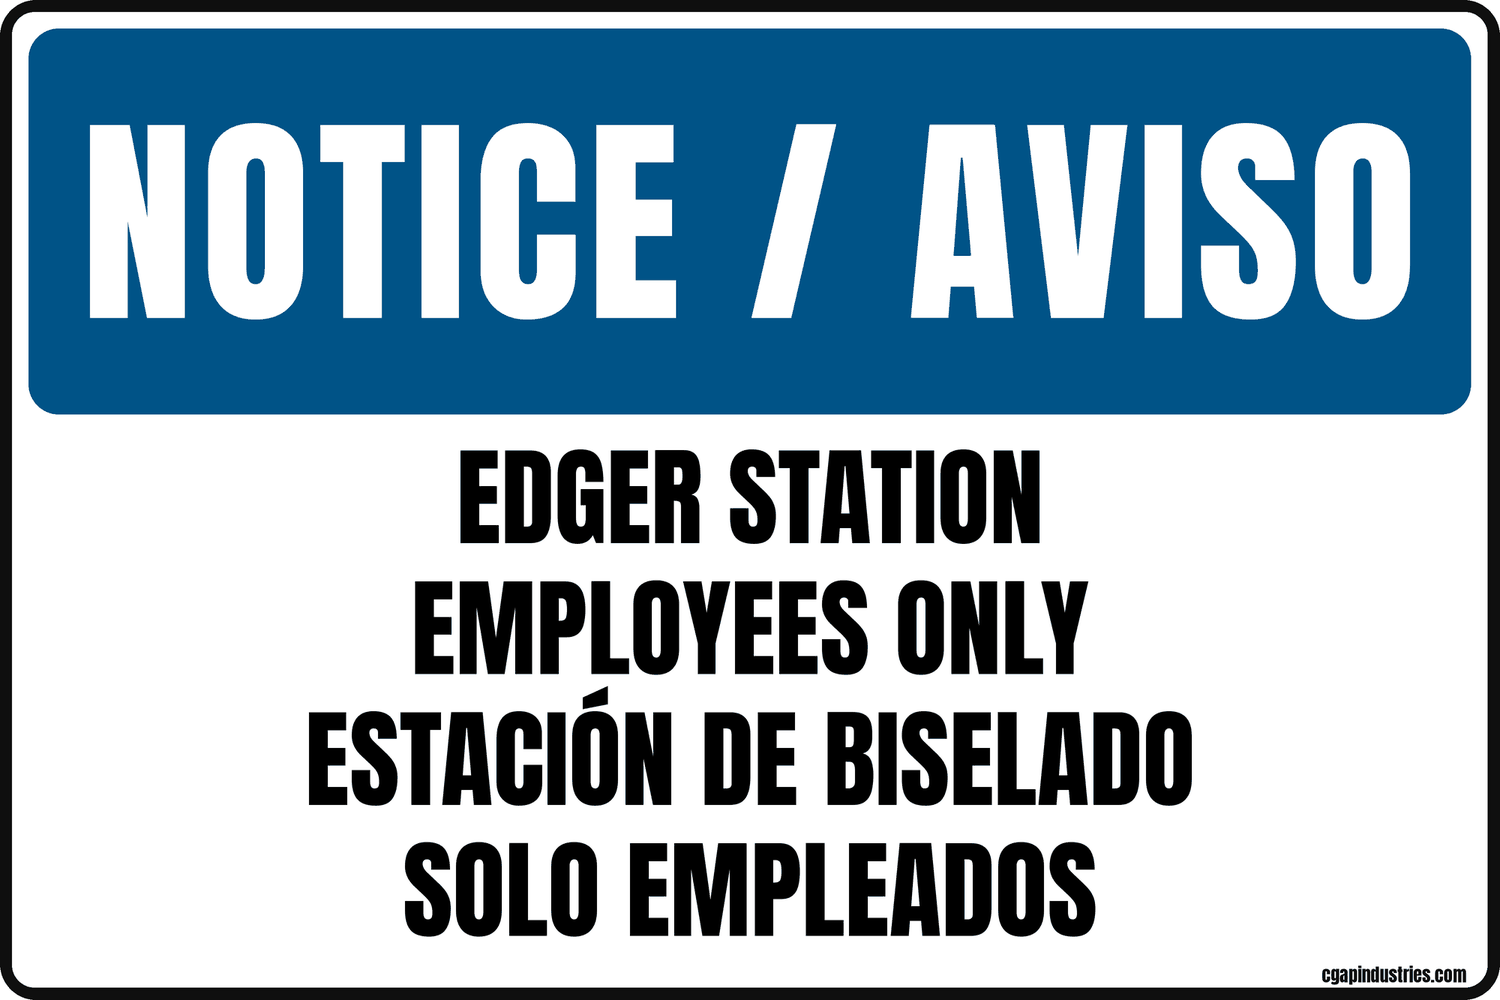 NOTICE / AVISO
EDGER STATION
EMPLOYEES ONLY
ESTACIÓN DE BISELADO
SOLO EMPLEADOS
cgapindustries.com